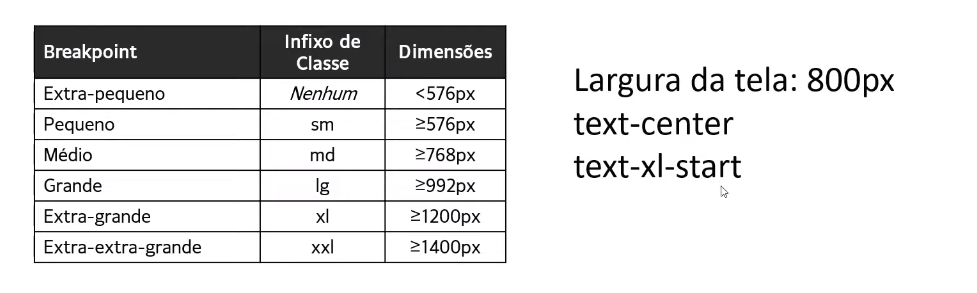 Breakpoint Infixo de Classe Dimensões
Extra-pequeno Nenhum <576px
Pequeno sm ≥576px
Médio md ≥768px
Grande lg ≥992px
Extra-grande xl ≥1200px
Extra-extra-grande xxl ≥1400px
Largura da tela: 800px
text-center
text-xl-start